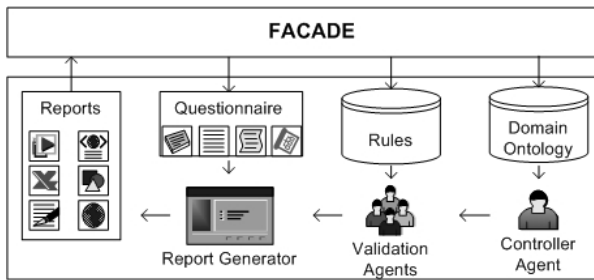 FACADE
Reports
Questionnaire
Rules
Domain
Ontology
Report Generator
Validation
Agents
Controller
Agent